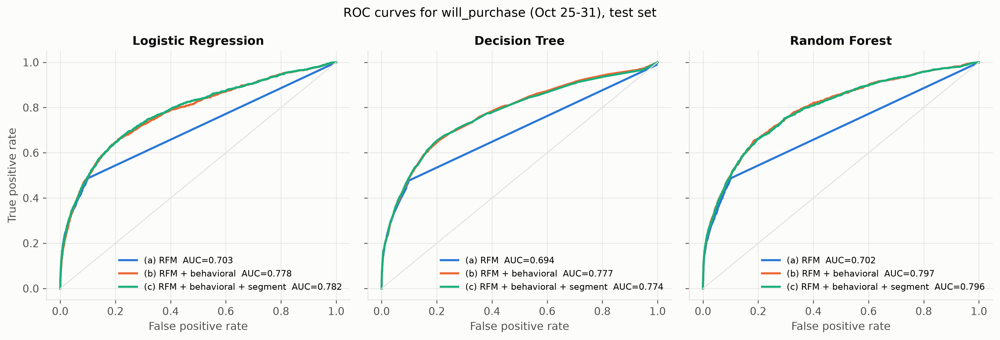 ROC curves for will_purchase (Oct 25-31), test set
Logistic Regression
True positive rate
1.0
0.8
0.6
0.4
0.2
0.0
(a) RFM AUC=0.703
(b) RFM + behavioral AUC=0.778
(c) RFM + behavioral + segment AUC=0.782
0.0 0.2 0.4 0.6 0.8 1.0
False positive rate
Decision Tree
(a) RFM AUC=0.694
(b) RFM + behavioral AUC=0.777
(c) RFM + behavioral + segment AUC=0.774
0.0 0.2 0.4 0.6 0.8 1.0
False positive rate
Random Forest
(a) RFM AUC=0.702
(b) RFM + behavioral AUC=0.797
(c) RFM + behavioral + segment AUC=0.796
0.0 0.2 0.4 0.6 0.8 1.0
False positive rate